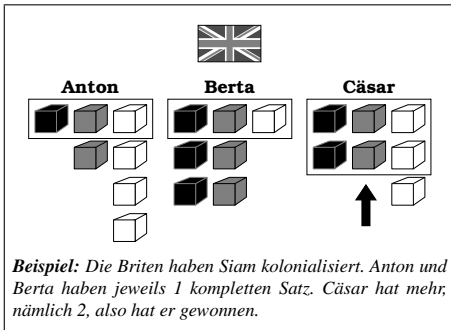 Anton Berta Cäsar
Beispiel: Die Briten haben Siam kolonialisiert. Anton und
Berta haben jeweils 1 kompletten Satz. Cäsar hat mehr,
nämlich 2, also hat er gewonnen.